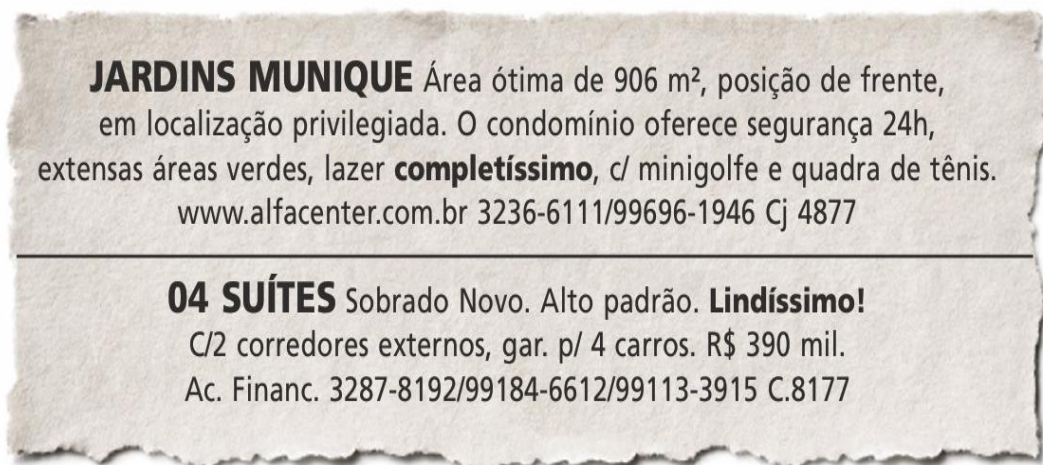 JARDINS MUNIQUE Área ótima de 906 m², posição de frente,
em localização privilegiada. O condomínio oferece segurança 24h,
extensas áreas verdes, lazer completíssimo, c/ minigolfe e quadra de tênis.
www.alfacenter.com.br 3236-6111/99696-1946 Cj 4877
04 SUÍTES Sobrado Novo. Alto padrão. Lindíssimo!
C/2 corredores externos, gar. p/ 4 carros. R$ 390 mil.
Ac. Financ. 3287-8192/99184-6612/99113-3915 C.8177